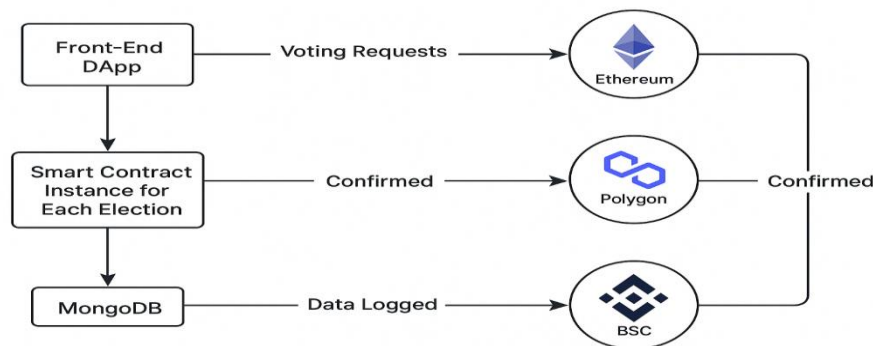 Front-End
DApp
Voting Requests
Ethereum
Smart Contract
Instance for
Each Election
Confirmed
Polygon
Confirmed
MongoDB
Data Logged
BSC